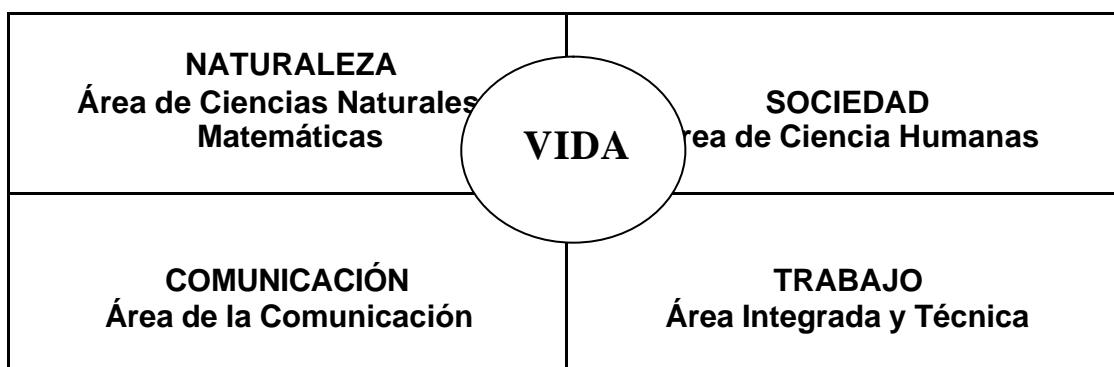 NATURALEZA
Área de Ciencias Naturales
Matemáticas
VIDA
SOCIEDAD
rea de Ciencia Humanas
COMUNICACIÓN
Área de la Comunicación
TRABAJO
Área Integrada y Técnica